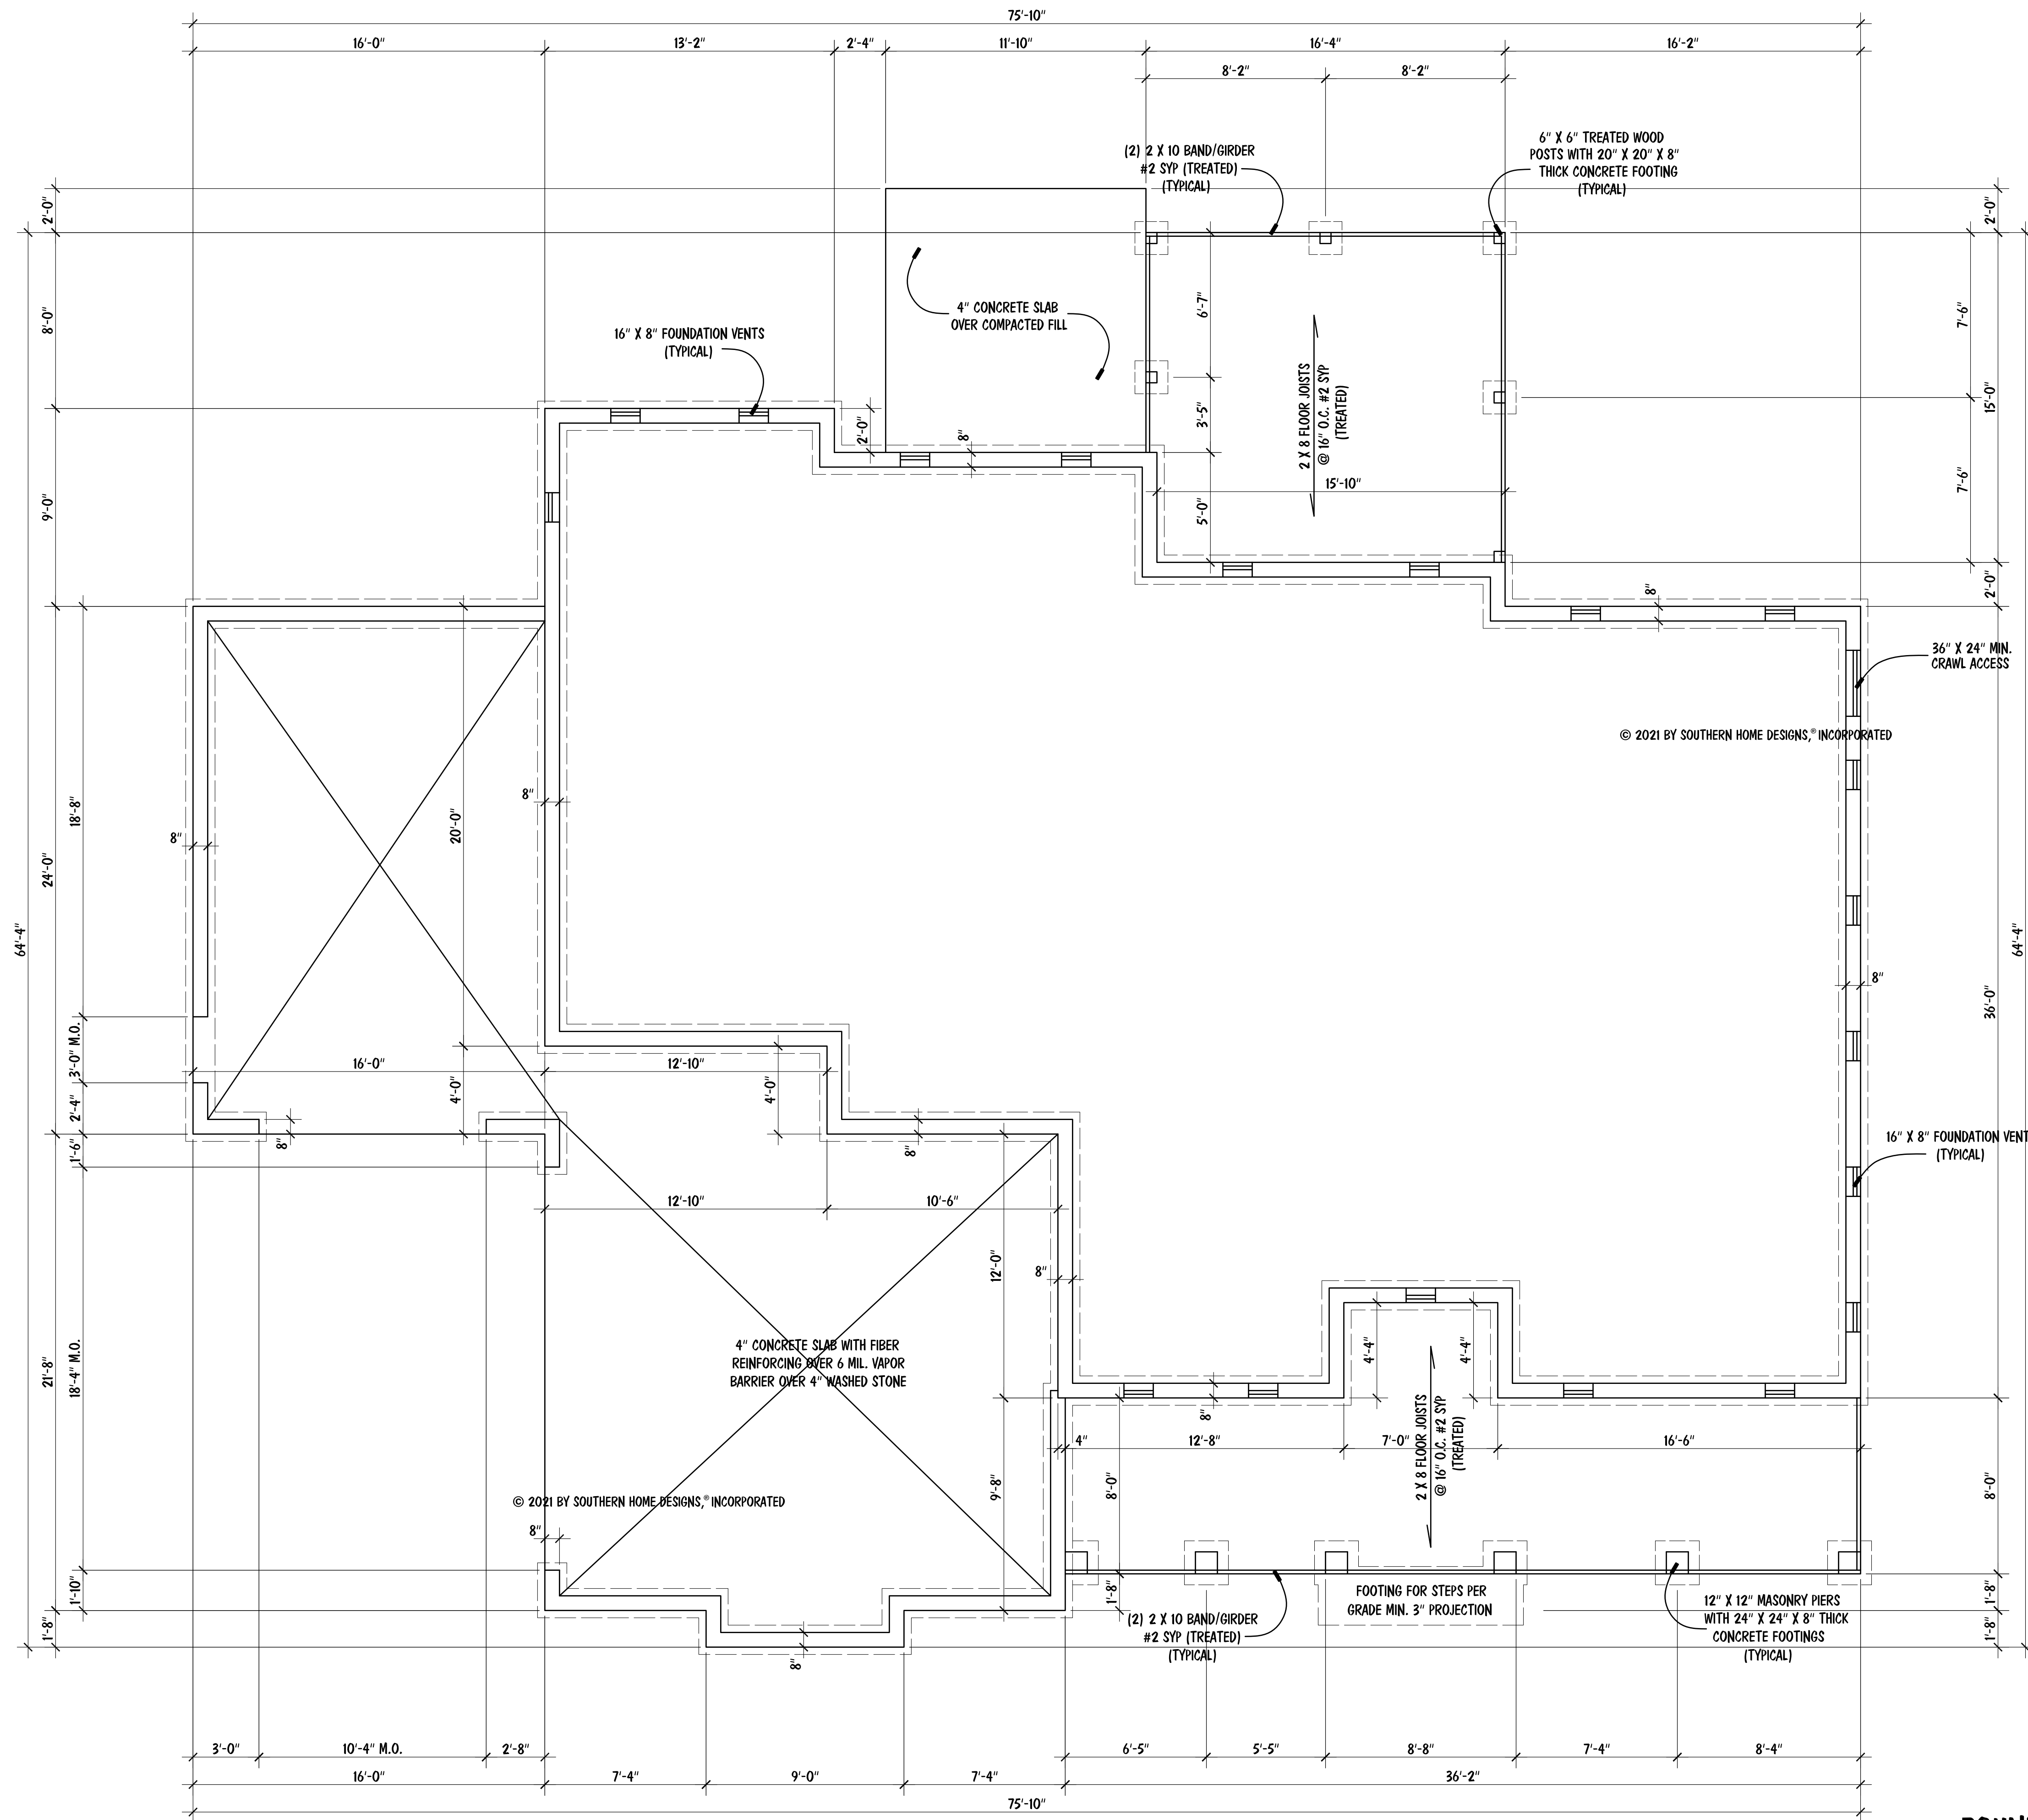 75'-10"
16'-0"
13'-2"
2'-4"
11'-10"
16'-4"
16'-2"
8'-2"
8'-2"
(2) 2 X 10 BAND/GIRDER
#2 SYP (TREATED)
(TYPICAL)
6" X 6" TREATED WOOD
POSTS WITH 20" X 20" X 8"
THICK CONCRETE FOOTING
(TYPICAL)
2'-0"
2'-0"
8'-0"
4" CONCRETE SLAB
OVER COMPACTED FILL
6'-7"
7'-6"
16" X 8" FOUNDATION VENTS
(TYPICAL)
2 X 8 FLOOR JOISTS
@ 16" O.C. #2 SYP
(TREATED)
15'-0"
2'-0"
8"
3'-5"
15'-10"
7'-6"
9'-0"
5'-0"
2'-0"
8"
36" X 24" MIN.
CRAWL ACCESS
© 2021 BY SOUTHERN HOME DESIGNS,® INCORPORATED
18'-8"
20'-0"
8"
8"
24'-0"
64'-4"
64'-4"
8"
36'-0"
3'-0" M.O.
16'-0"
12'-10"
2'-4"
4'-0"
4'-0"
1'-6"
8"
8"
16" X 8" FOUNDATION VENT
(TYPICAL)
12'-10"
10'-6"
12'-0"
8"
18'-4" M.O.
21'-8"
4" CONCRETE SLAB WITH FIBER
REINFORCING OVER 6 MIL. VAPOR
BARRIER OVER 4" WASHED STONE
4'-4"
4'-4"
8"
4"
12'-8"
7'-0"
16'-6"
2 X 8 FLOOR JOISTS
@ 16" O.C. #2 SYP
(TREATED)
9'-8"
8'-0"
8'-0"
© 2021 BY SOUTHERN HOME DESIGNS,® INCORPORATED
8"
1'-10"
1'-8"
1'-8"
FOOTING FOR STEPS PER
GRADE MIN. 3" PROJECTION
12" X 12" MASONRY PIERS
WITH 24" X 24" X 8" THICK
CONCRETE FOOTINGS
(TYPICAL)
(2) 2 X 10 BAND/GIRDER
#2 SYP (TREATED)
(TYPICAL)
1'-8"
1'-8"
8"
3'-0"
10'-4" M.O.
2'-8"
6'-5"
5'-5"
8'-8"
7'-4"
8'-4"
16'-0"
7'-4"
9'-0"
7'-4"
36'-2"
75'-10"